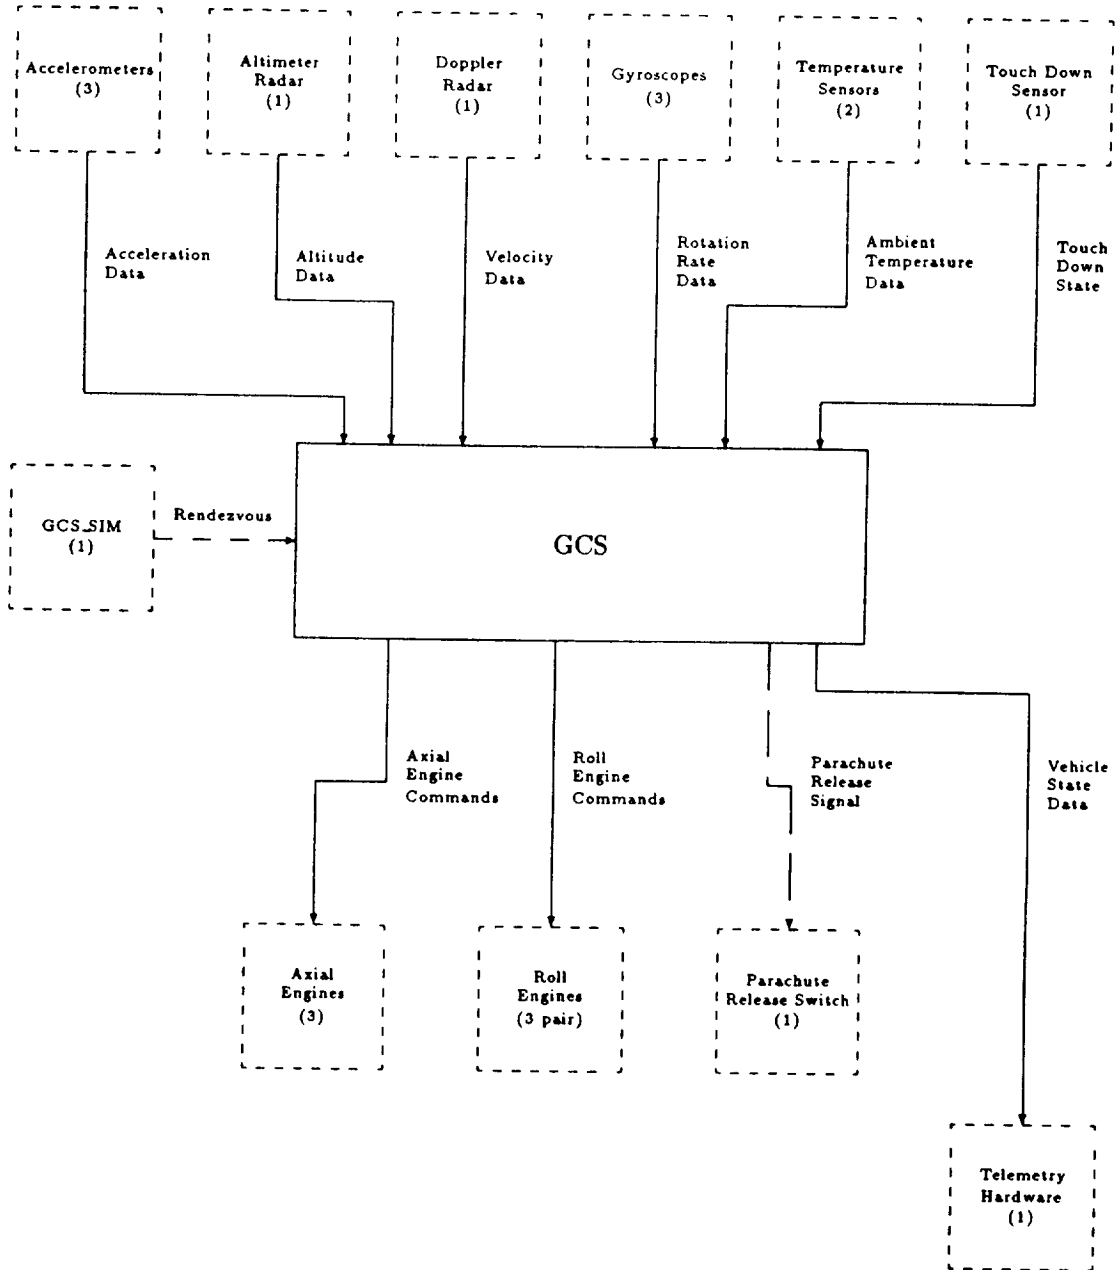 Accelerometers
(3)
Altimeter
Radar
(1)
Doppler
Radar
(1)
Gyroscopes
(3)
Temperature
Sensors
(2)
Touch Down
Sensor
(1)
Acceleration
Data
Altitude
Data
Velocity
Data
Rotation
Rate
Data
Ambient
Temperature
Data
Touch
Down
State
GCS_SIM
(1)
Rendezvous
GCS
Axial
Engine
Commands
Roll
Engine
Commands
Parachute
Release
Signal
Vehicle
State
Data
Axial
Engines
(3)
Roll
Engines
(3 pair)
Parachute
Release Switch
(1)
Telemetry
Hardware
(1)